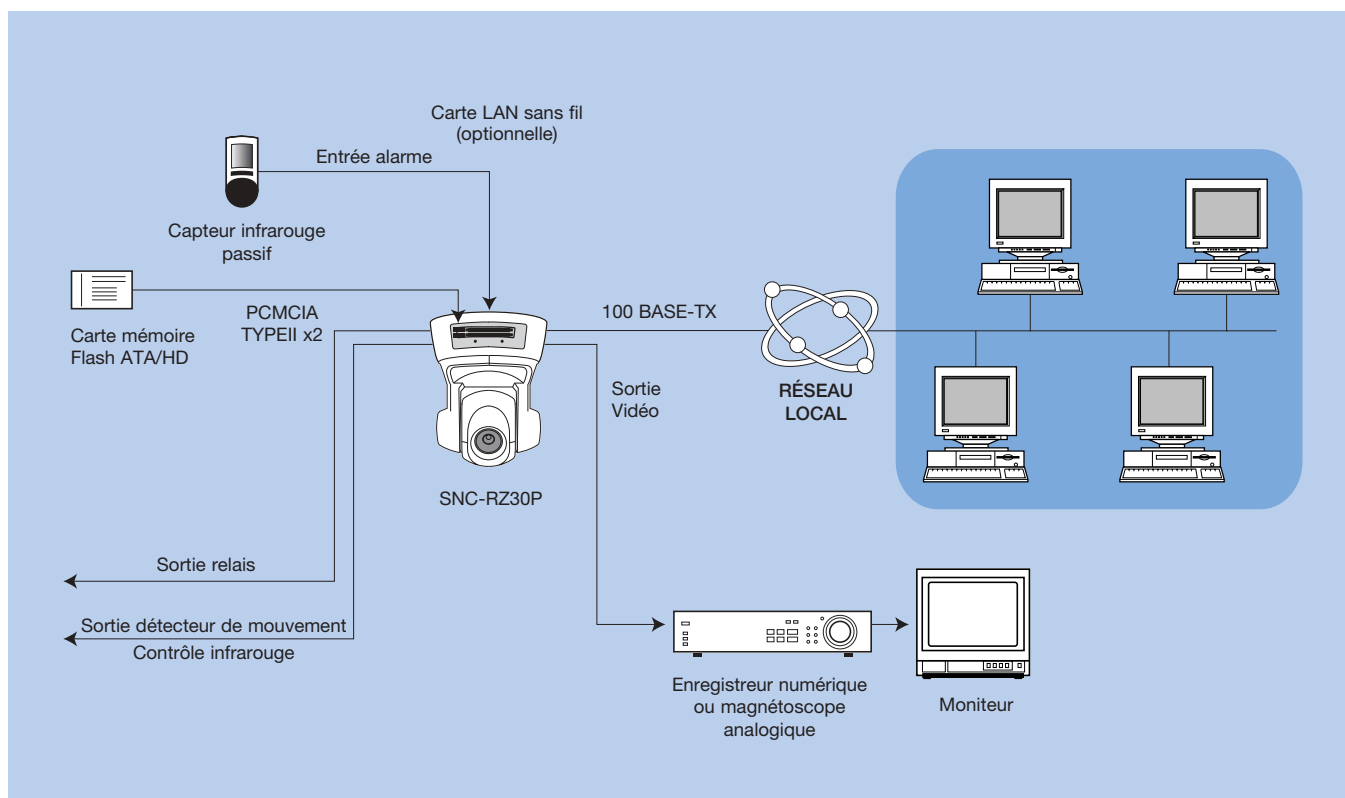 Carte LAN sans fil
(optionnelle)
Entrée alarme
Capteur infrarouge
passif
PCMCIA
TYPEII x2
Carte mémoire
Flash ATA/HD
100 BASE-TX
RÉSEAU
LOCAL
Sortie
Vidéo
SNC-RZ30P
Sortie relais
Sortie détecteur de mouvement
Contrôle infrarouge
Enregistreur numérique
ou magnétoscope
analogique
Moniteur